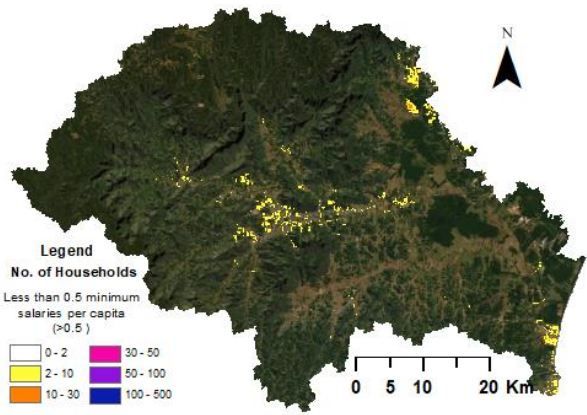 N
Legend
No. of Households
Less than 0.5 minimum
salaries per capita
(>0.5 )
0 - 2
2 - 10
10 - 30
30 - 50
50 - 100
100 - 500
0 5 10 20 Km